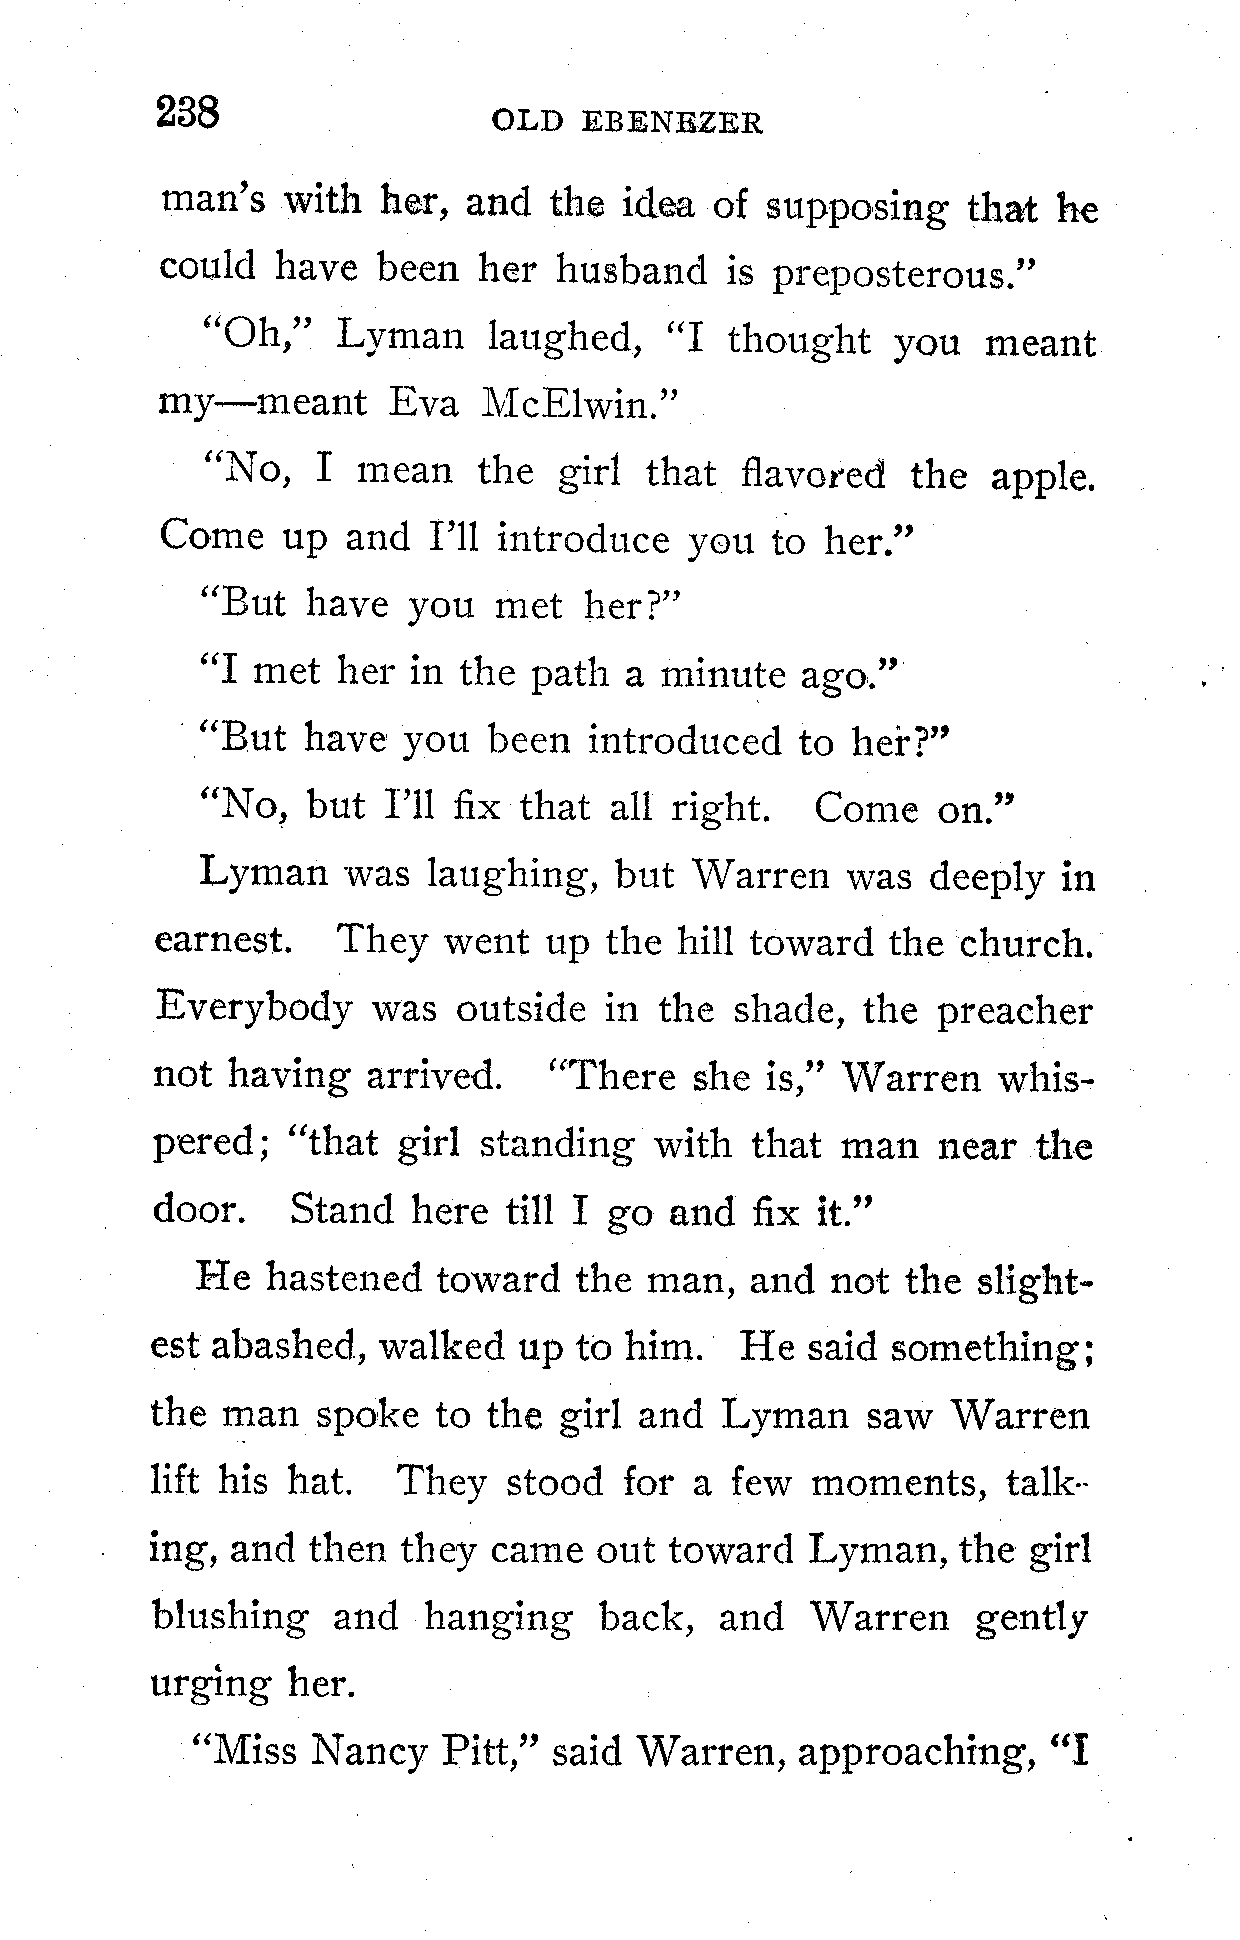 238 OLD EBENEZER
man's with her, and the idea of supposing that he
could have been her husband is preposterous."
"Oh," Lyman laughed, "I thought you meant
my—meant Eva McElwin."
"No, I mean the girl that flavored the apple.
Come up and I'll introduce you to her."
"But have you met her?"
"I met her in the path a minute ago."
"But have you been introduced to her?"
"No, but I'll fix that all right. Come on."
Lyman was laughing, but Warren was deeply in
earnest. They went up the hill toward the church.
Everybody was outside in the shade, the preacher
not having arrived. "There she is," Warren whis-
pered; "that girl standing with that man near the
door. Stand here till I go and fix it."
He hastened toward the man, and not the slight-
est abashed, walked up to him. He said something;
the man spoke to the girl and Lyman saw Warren
lift his hat. They stood for a few moments, talk-
ing, and then they came out toward Lyman, the girl
blushing and hanging back, and Warren gently
urging her.
"Miss Nancy Pitt," said Warren, approaching, "I